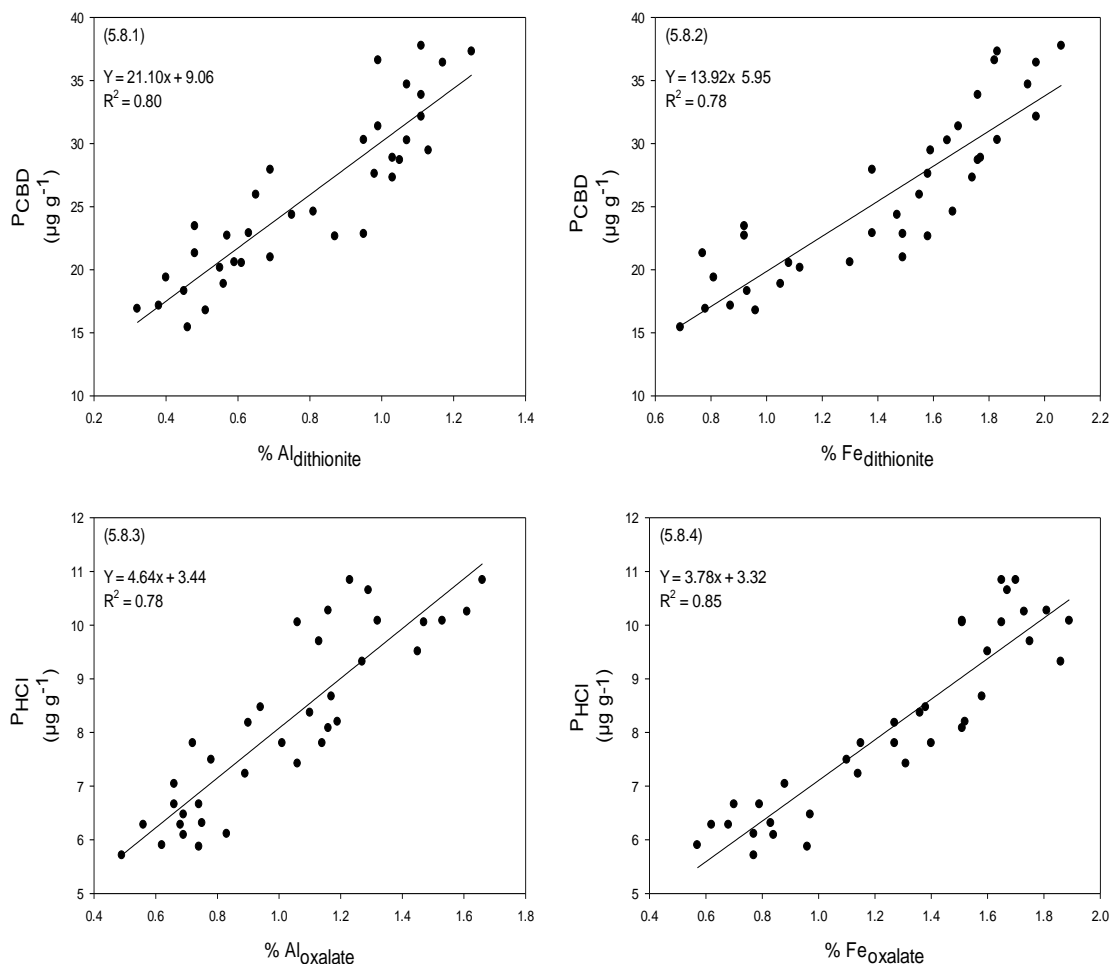 (5.8.1)
Y = 21.10x + 9.06
R² = 0.80
40
35
30
25
20
15
10
PCBD
(µg g⁻¹)
0.2 0.4 0.6 0.8 1.0 1.2 1.4
% Aldithionite
(5.8.2)
Y = 13.92x 5.95
R² = 0.78
40
35
30
25
20
15
10
PCBD
(µg g⁻¹)
0.6 0.8 1.0 1.2 1.4 1.6 1.8 2.0 2.2
% Fedithionite
(5.8.3)
Y = 4.64x + 3.44
R² = 0.78
12
11
10
9
8
7
6
5
PHCl
(µg g⁻¹)
0.4 0.6 0.8 1.0 1.2 1.4 1.6 1.8
% Aloxalate
(5.8.4)
Y = 3.78x + 3.32
R² = 0.85
12
11
10
9
8
7
6
5
PHCl
(µg g-1)
0.4 0.6 0.8 1.0 1.2 1.4 1.6 1.8 2.0
% Feoxalate